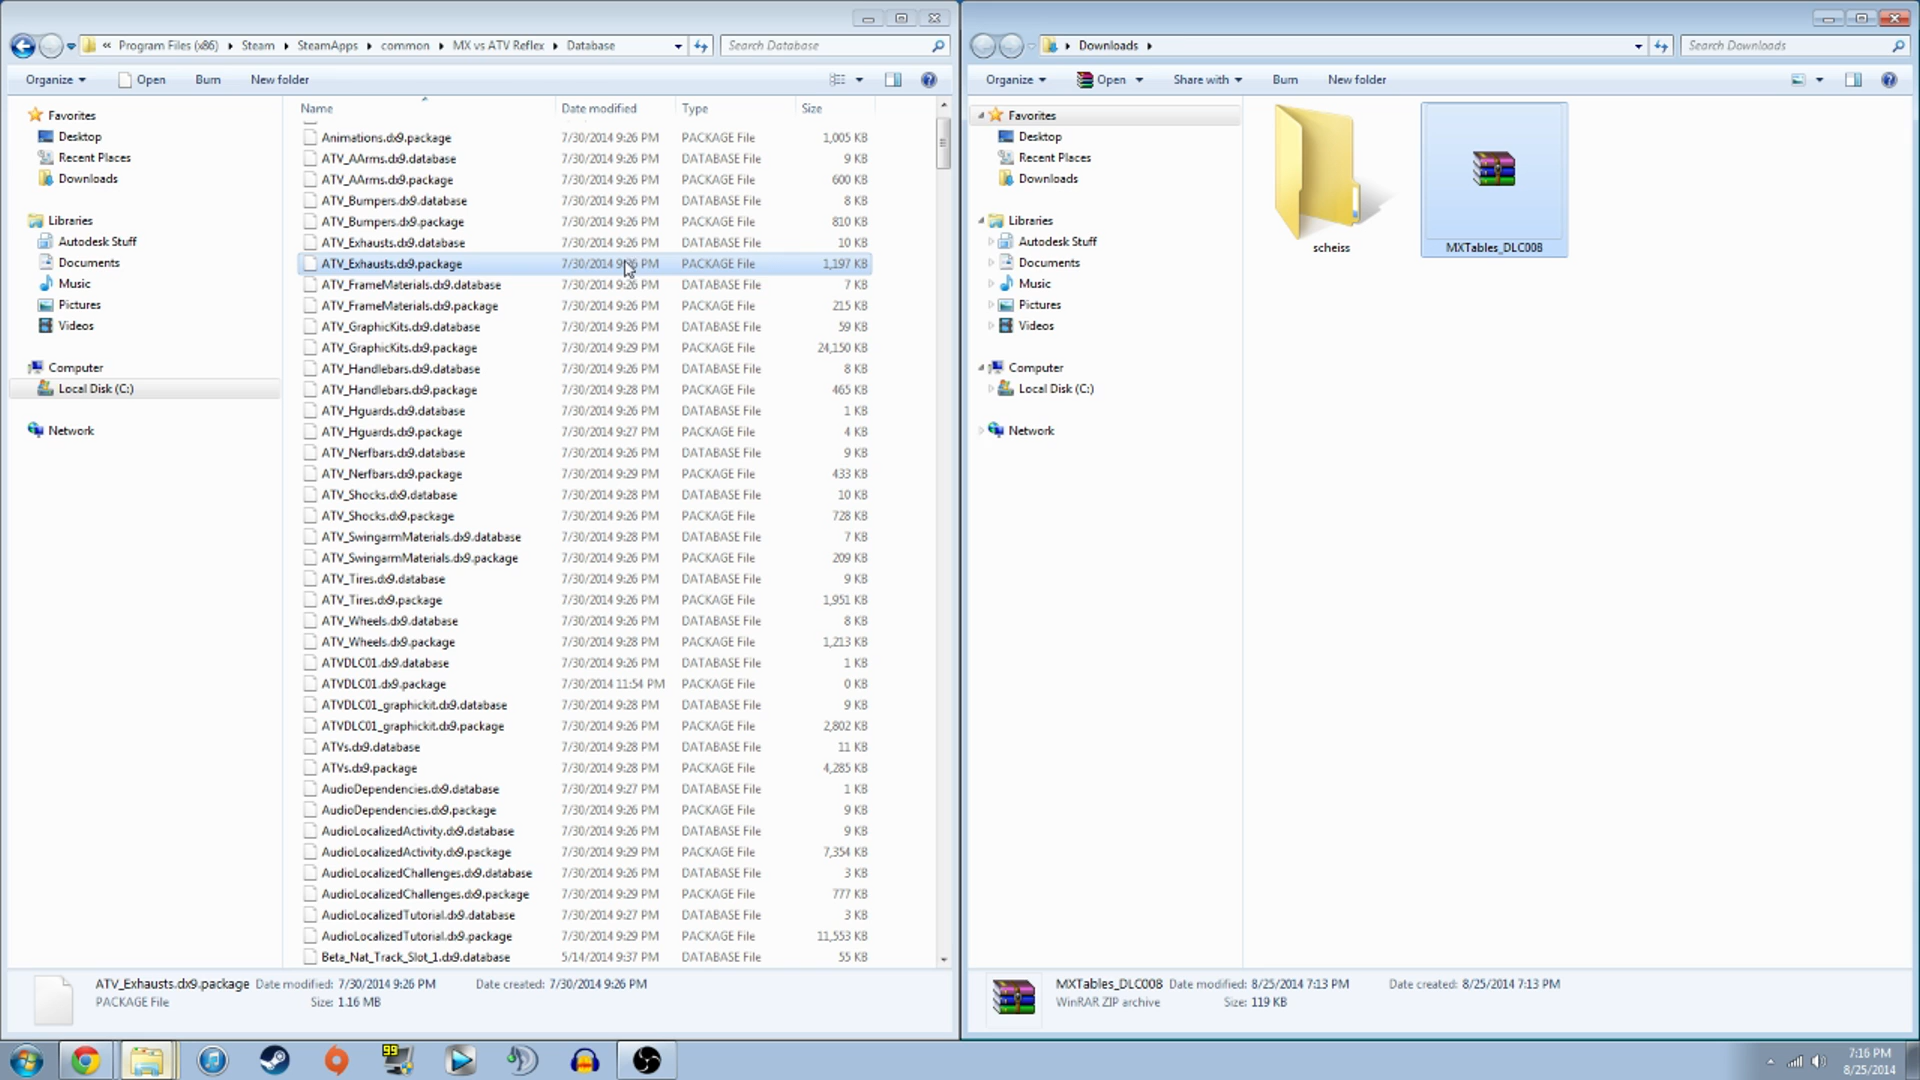 « Program Files (x86) ▸ Steam ▸ SteamApps ▸ common ▸ MX vs ATV Reflex ▸ Database
Search Database
Organize Open Burn New folder
Favorites
Desktop
Recent Places
Downloads
Libraries
Autodesk Stuff
Documents
Music
Pictures
Videos
Computer
Local Disk (C:)
Network
Name Date modified Type Size
Animations.dx9.package 7/30/2014 9:26 PM PACKAGE File 1,005 KB
ATV_AArms.dx9.database 7/30/2014 9:26 PM DATABASE File 9 KB
ATV_AArms.dx9.package 7/30/2014 9:26 PM PACKAGE File 600 KB
ATV_Bumpers.dx9.database 7/30/2014 9:26 PM DATABASE File 8 KB
ATV_Bumpers.dx9.package 7/30/2014 9:26 PM PACKAGE File 810 KB
ATV_Exhausts.dx9.database 7/30/2014 9:26 PM DATABASE File 10 KB
ATV_Exhausts.dx9.package 7/30/2014 9:26 PM PACKAGE File 1,197 KB
ATV_FrameMaterials.dx9.database 7/30/2014 9:26 PM DATABASE File 7 KB
ATV_FrameMaterials.dx9.package 7/30/2014 9:26 PM PACKAGE File 215 KB
ATV_GraphicKits.dx9.database 7/30/2014 9:26 PM DATABASE File 59 KB
ATV_GraphicKits.dx9.package 7/30/2014 9:29 PM PACKAGE File 24,150 KB
ATV_Handlebars.dx9.database 7/30/2014 9:26 PM DATABASE File 8 KB
ATV_Handlebars.dx9.package 7/30/2014 9:28 PM PACKAGE File 465 KB
ATV_Hguards.dx9.database 7/30/2014 9:26 PM DATABASE File 1 KB
ATV_Hguards.dx9.package 7/30/2014 9:27 PM PACKAGE File 4 KB
ATV_Nerfbars.dx9.database 7/30/2014 9:26 PM DATABASE File 9 KB
ATV_Nerfbars.dx9.package 7/30/2014 9:29 PM PACKAGE File 433 KB
ATV_Shocks.dx9.database 7/30/2014 9:28 PM DATABASE File 10 KB
ATV_Shocks.dx9.package 7/30/2014 9:26 PM PACKAGE File 728 KB
ATV_SwingarmMaterials.dx9.database 7/30/2014 9:28 PM DATABASE File 7 KB
ATV_SwingarmMaterials.dx9.package 7/30/2014 9:26 PM PACKAGE File 209 KB
ATV_Tires.dx9.database 7/30/2014 9:26 PM DATABASE File 9 KB
ATV_Tires.dx9.package 7/30/2014 9:26 PM PACKAGE File 1,951 KB
ATV_Wheels.dx9.database 7/30/2014 9:26 PM DATABASE File 8 KB
ATV_Wheels.dx9.package 7/30/2014 9:28 PM PACKAGE File 1,213 KB
ATVDLC01.dx9.database 7/30/2014 9:26 PM DATABASE File 1 KB
ATVDLC01.dx9.package 7/30/2014 11:54 PM PACKAGE File 0 KB
ATVDLC01_graphickit.dx9.database 7/30/2014 9:28 PM DATABASE File 9 KB
ATVDLC01_graphickit.dx9.package 7/30/2014 9:26 PM PACKAGE File 2,802 KB
ATVs.dx9.database 7/30/2014 9:28 PM DATABASE File 11 KB
ATVs.dx9.package 7/30/2014 9:28 PM PACKAGE File 4,285 KB
AudioDependencies.dx9.database 7/30/2014 9:27 PM DATABASE File 1 KB
AudioDependencies.dx9.package 7/30/2014 9:26 PM PACKAGE File 9 KB
AudioLocalizedActivity.dx9.database 7/30/2014 9:26 PM DATABASE File 9 KB
AudioLocalizedActivity.dx9.package 7/30/2014 9:29 PM PACKAGE File 7,354 KB
AudioLocalizedChallenges.dx9.database 7/30/2014 9:26 PM DATABASE File 3 KB
AudioLocalizedChallenges.dx9.package 7/30/2014 9:29 PM PACKAGE File 777 KB
AudioLocalizedTutorial.dx9.database 7/30/2014 9:27 PM DATABASE File 3 KB
AudioLocalizedTutorial.dx9.package 7/30/2014 9:29 PM PACKAGE File 11,553 KB
Beta_Nat_Track_Slot_1.dx9.database 5/14/2014 9:37 PM DATABASE File 55 KB
ATV_Exhausts.dx9.package Date modified: 7/30/2014 9:26 PM Date created: 7/30/2014 9:26 PM
PACKAGE File Size: 1.16 MB
▸ Downloads ▸
Search Downloads
Organize Open Share with Burn New folder
Favorites
Desktop
Recent Places
Downloads
Libraries
Autodesk Stuff
Documents
Music
Pictures
Videos
Computer
Local Disk (C:)
Network
scheiss
MXTables_DLC008
MXTables_DLC008 Date modified: 8/25/2014 7:13 PM Date created: 8/25/2014 7:13 PM
WinRAR ZIP archive Size: 119 KB
99
7:16 PM
8/25/2014